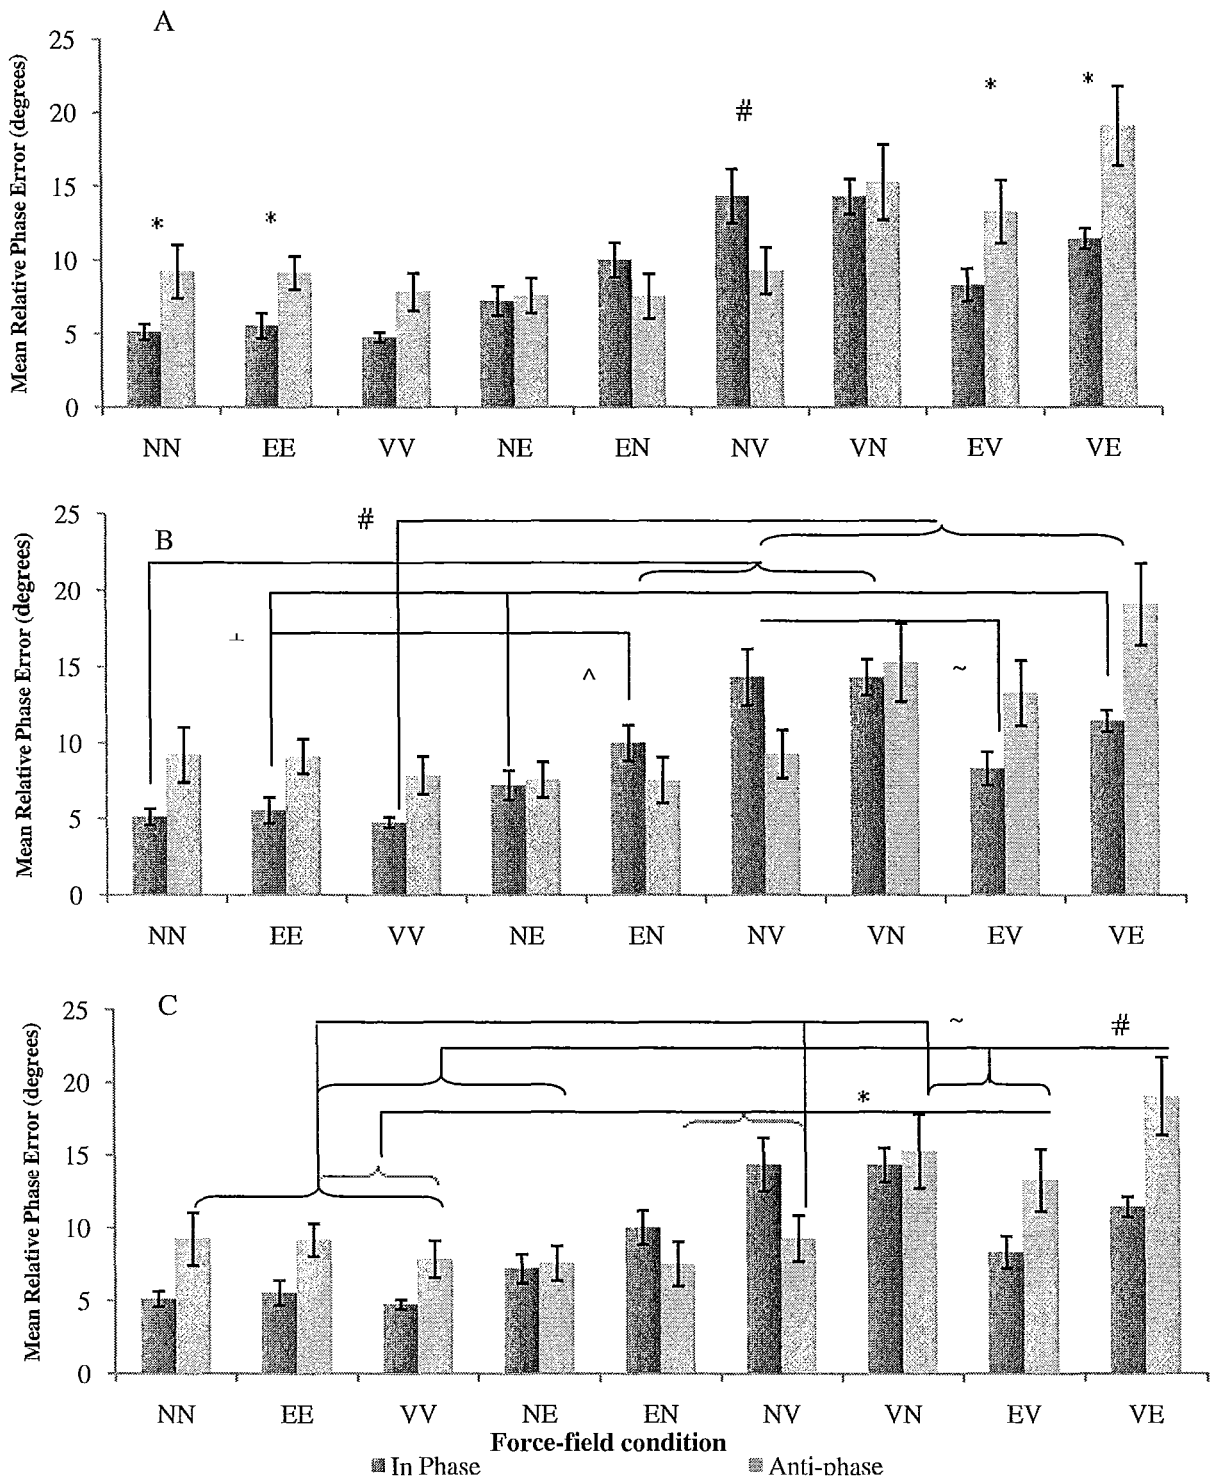 A
Mean Relative Phase Error (degrees)
25
20
15
10
5
0
* * # * *
NN EE VV NE EN NV VN EV VE
B
Mean Relative Phase Error (degrees)
25
20
15
10
5
0
#
⊥ ^ ~
NN EE VV NE EN NV VN EV VE
C
Mean Relative Phase Error (degrees)
25
20
15
10
5
0
~ #
*
NN EE VV NE EN NV VN EV VE
Force-field condition
In Phase Anti-phase